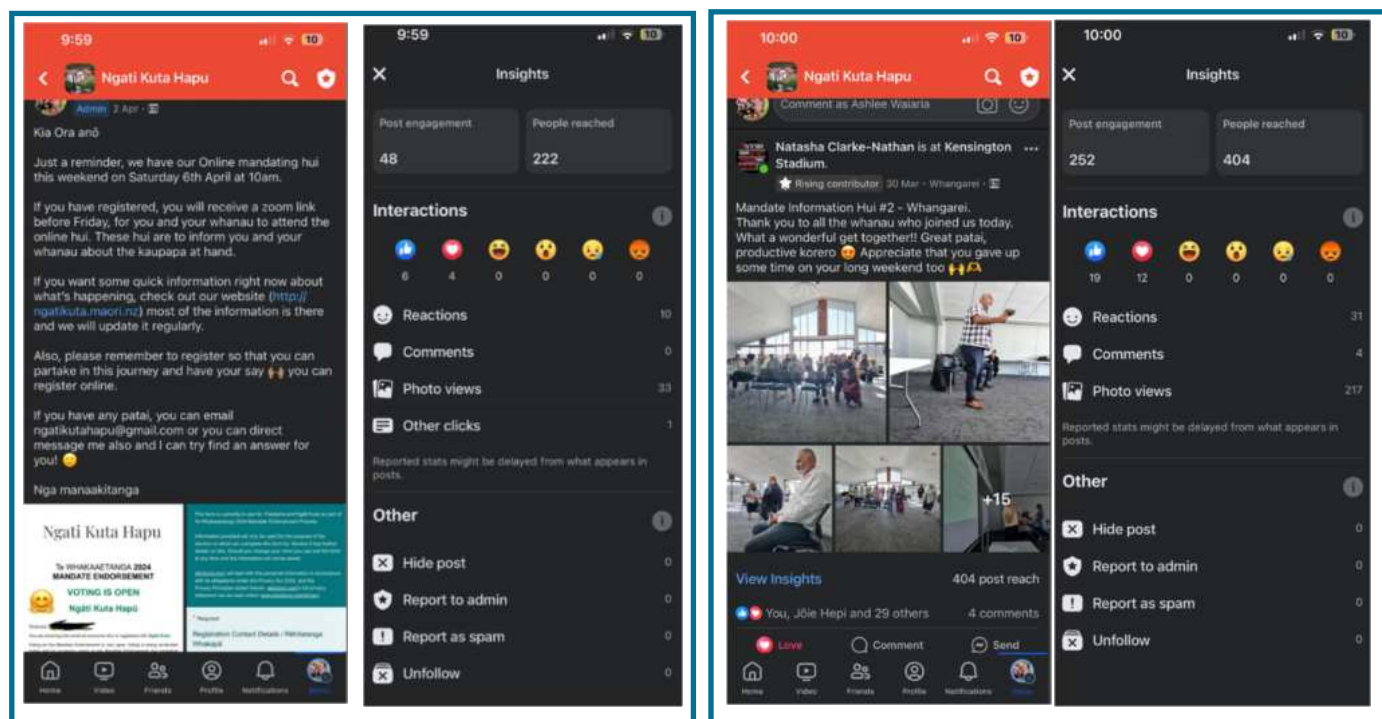 9:59
10
Ngati Kuta Hapu
Admin 2 Apr
Kia Ora anō
Just a reminder, we have our Online mandating hui
this weekend on Saturday 6th April at 10am.
If you have registered, you will receive a zoom link
before Friday, for you and your whanau to attend the
online hui. These hui are to inform you and your
whanau about the kaupapa at hand.
If you want some quick information right now about
what's happening, check out our website (http://
ngatikuta.maori.nz) most of the information is there
and we will update it regularly.
Also, please remember to register so that you can
partake in this journey and have your say 🙌 you can
register online.
If you have any patai, you can email
ngatikutahapu@gmail.com or you can direct
message me also and I can try find an answer for
you! 😊
Nga manaakitanga
Ngati Kuta Hapu
Te WHAKAAETANGA 2024
MANDATE ENDORSEMENT
VOTING IS OPEN
Ngāti Kuta Hapū
* Required
Registration Contact Details / Whārangi
Whakapā
Home
Video
Friends
Profile
Notifications
9:59
10
Insights
Post engagement
48
People reached
222
Interactions
6 4 0 0 0 0
Reactions 10
Comments 0
Photo views 33
Other clicks 1
Reported stats might be delayed from what appears in
posts.
Other
Hide post 0
Report to admin 0
Report as spam 0
Unfollow 0
10:00
10
Ngati Kuta Hapu
Comment as Ashlee Waiaria
Natasha Clarke-Nathan is at Kensington
Stadium.
Rising contributor 30 Mar · Whangarei
Mandate Information Hui #2 - Whangarei.
Thank you to all the whanau who joined us today.
What a wonderful get together!! Great patai,
productive korero 😍 Appreciate that you gave up
some time on your long weekend too 🙌🫶
+15
View Insights 404 post reach
You, Jōie Hepi and 29 others 4 comments
Love Comment Send
Home
Video
Friends
Profile
Notifications
10:00
10
Insights
Post engagement
252
People reached
404
Interactions
19 12 0 0 0 0
Reactions 31
Comments 4
Photo views 217
Reported stats might be delayed from what appears in
posts.
Other
Hide post 0
Report to admin 0
Report as spam 0
Unfollow 0